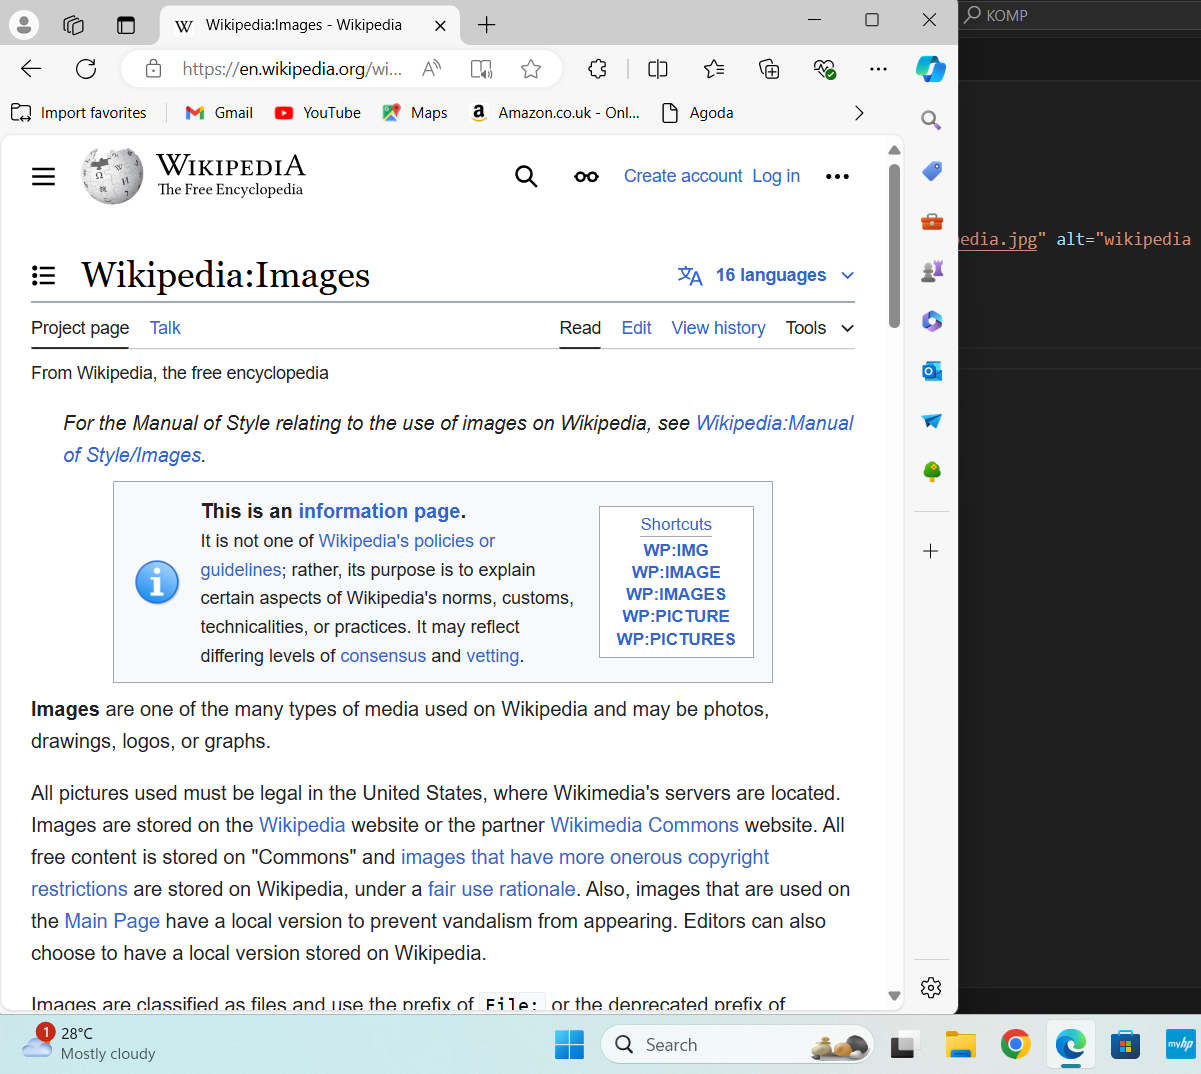 Wikipedia:Images - Wikipedia
KOMP
https://en.wikipedia.org/wi...
Import favorites
Gmail
YouTube
Maps
Amazon.co.uk - Onl...
Agoda
WIKIPEDIA
The Free Encyclopedia
Create account Log in
Wikipedia:Images
16 languages
Project page Talk
Read Edit View history Tools
From Wikipedia, the free encyclopedia
For the Manual of Style relating to the use of images on Wikipedia, see Wikipedia:Manual
of Style/Images.
This is an information page.
It is not one of Wikipedia's policies or
guidelines; rather, its purpose is to explain
certain aspects of Wikipedia's norms, customs,
technicalities, or practices. It may reflect
differing levels of consensus and vetting.
Shortcuts
WP:IMG
WP:IMAGE
WP:IMAGES
WP:PICTURE
WP:PICTURES
Images are one of the many types of media used on Wikipedia and may be photos,
drawings, logos, or graphs.
All pictures used must be legal in the United States, where Wikimedia's servers are located.
Images are stored on the Wikipedia website or the partner Wikimedia Commons website. All
free content is stored on "Commons" and images that have more onerous copyright
restrictions are stored on Wikipedia, under a fair use rationale. Also, images that are used on
the Main Page have a local version to prevent vandalism from appearing. Editors can also
choose to have a local version stored on Wikipedia.
Images are classified as files and use the prefix of File: or the deprecated prefix of
edia.jpg" alt="wikipedia
1
28°C
Mostly cloudy
Search
myhp